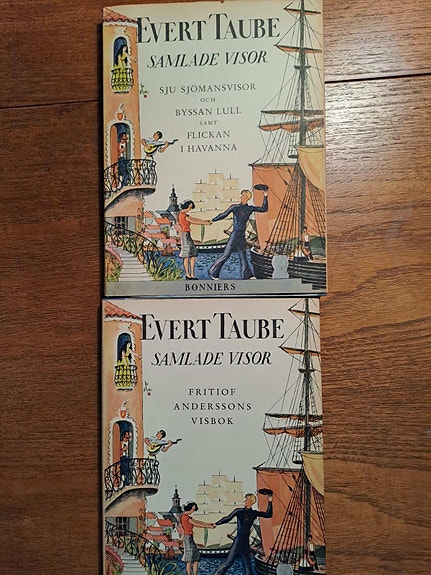 EVERT TAUBE
SAMLADE VISOR
SJU SJÖMANSVISOR
OCH
BYSSAN LULL
SAMT
FLICKAN
I HAVANNA
BONNIERS
EVERT TAUBE
SAMLADE VISOR
FRITIOF
ANDERSSONS
VISBOK